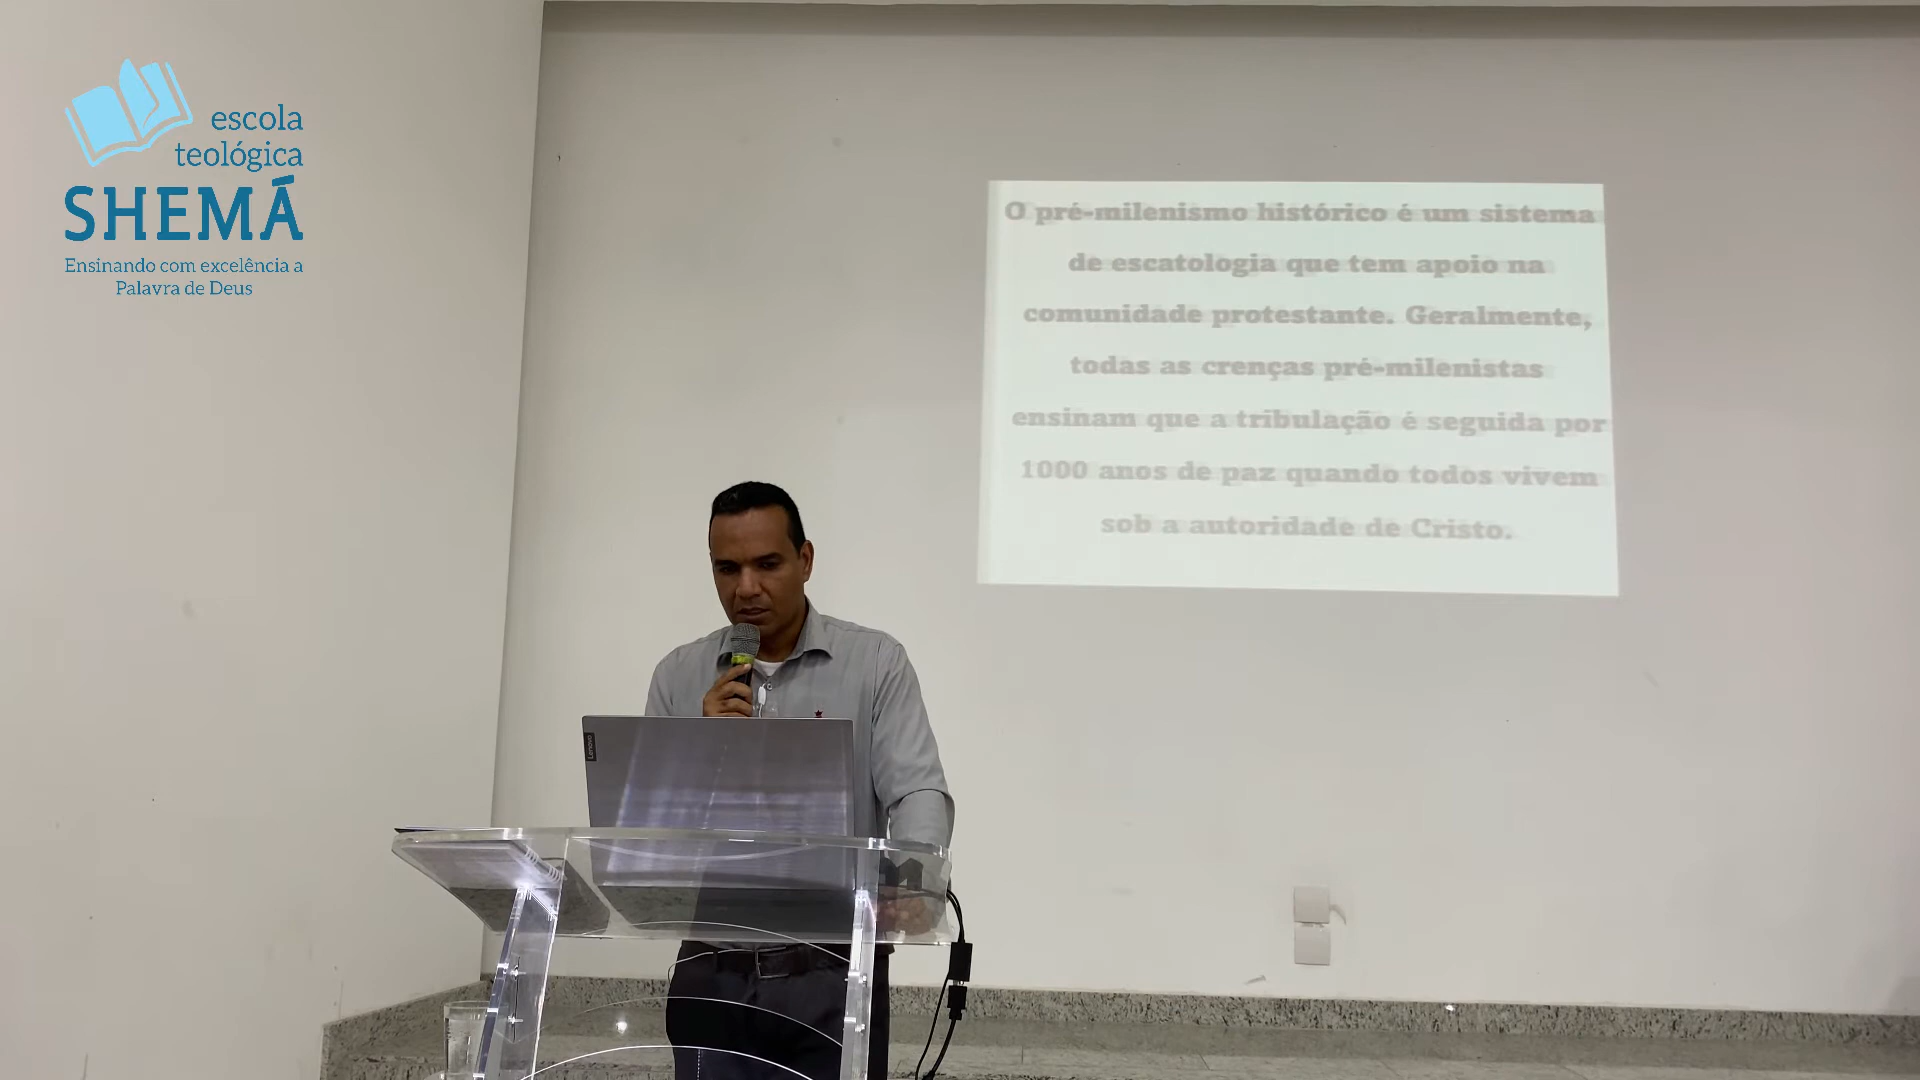 escola
teológica
SHEMÁ
Ensinando com excelência a
Palavra de Deus
O pré-milenismo histórico é um sistema
de escatologia que tem apoio na
comunidade protestante. Geralmente,
todas as crenças pré-milenistas
ensinam que a tribulação é seguida por
1000 anos de paz quando todos vivem
sob a autoridade de Cristo.
Lenovo